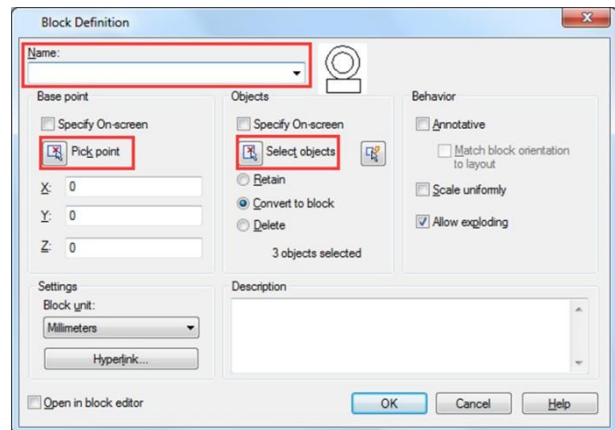 Block Definition
Name:
Base point
Specify On-screen
Pick point
X: 0
Y: 0
Z: 0
Objects
Specify On-screen
Select objects
Retain
Convert to block
Delete
3 objects selected
Behavior
Annotative
Match block orientation
to layout
Scale uniformly
Allow exploding
Settings
Block unit:
Millimeters
Hyperlink...
Description
Open in block editor
OK
Cancel
Help